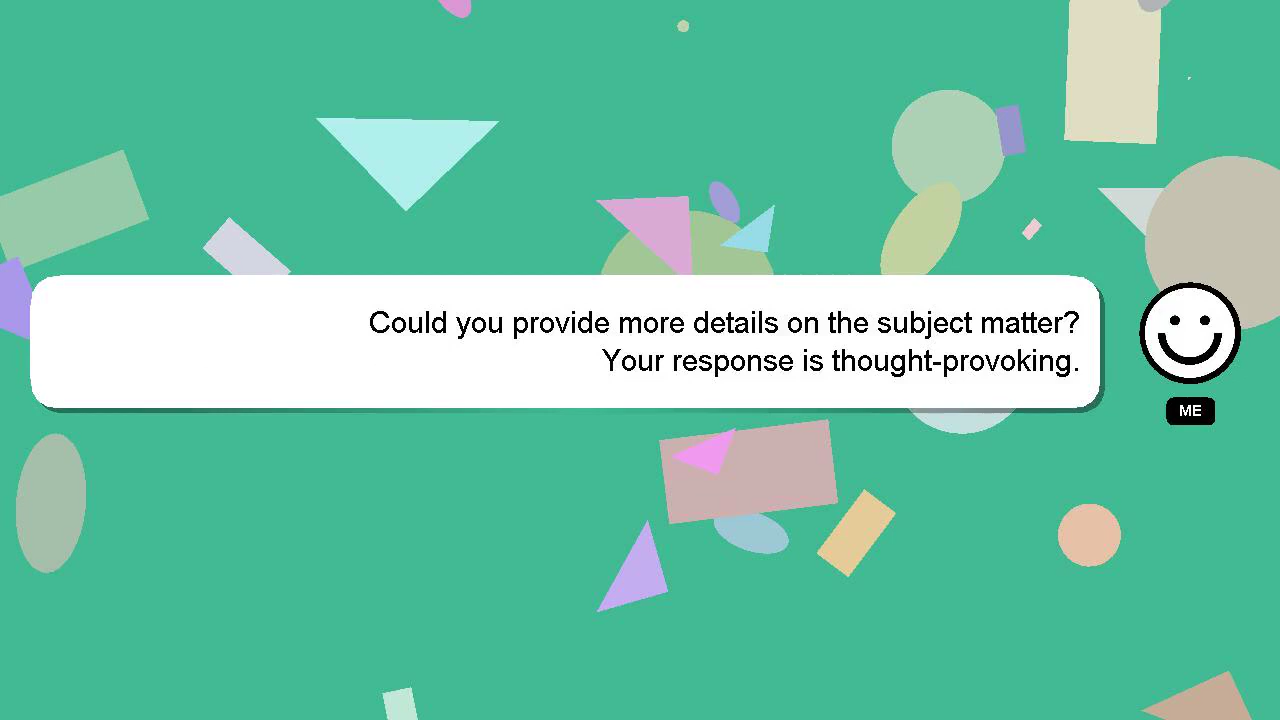 Could you provide more details on the subject matter?
Your response is thought-provoking.
ME